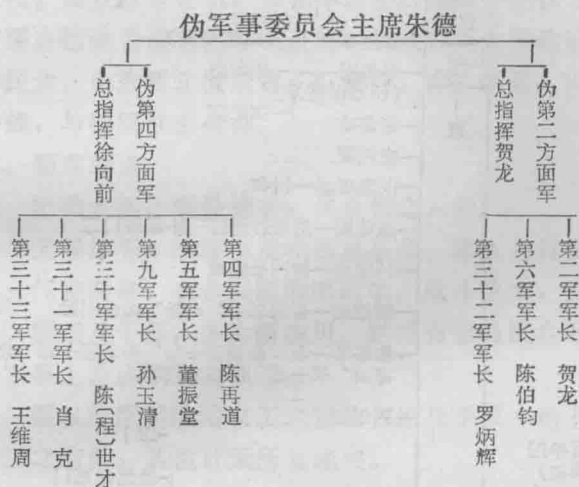 伪军事委员会主席朱德
伪第二方面军
总指挥贺龙
第二军军长 贺龙
第六军军长 陈伯钧
第三十二军军长 罗炳辉
伪第四方面军
总指挥徐向前
第四军军长 陈再道
第五军军长 董振堂
第九军军长 孙玉清
第三十军军长 陈〔程〕世才
第三十一军军长 肖克
第三十三军军长 王维周